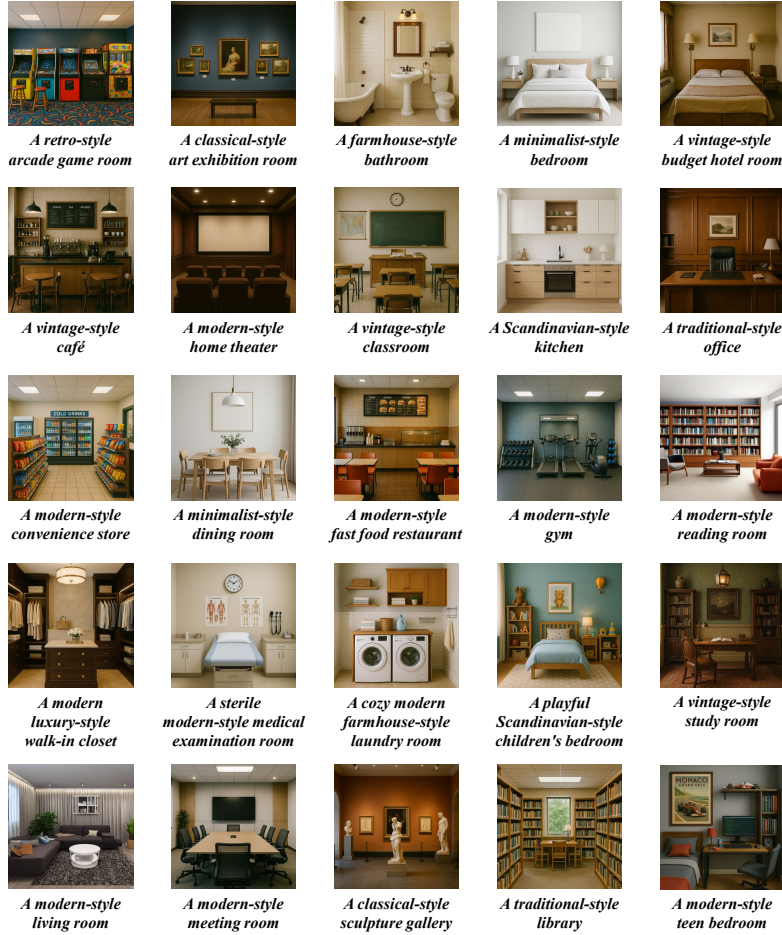 A retro-style
arcade game room
A classical-style
art exhibition room
A farmhouse-style
bathroom
A minimalist-style
bedroom
A vintage-style
budget hotel room
A vintage-style
café
A modern-style
home theater
A vintage-style
classroom
A Scandinavian-style
kitchen
A traditional-style
office
COLD DRINKS
A modern-style
convenience store
A minimalist-style
dining room
A modern-style
fast food restaurant
A modern-style
gym
A modern-style
reading room
A modern
luxury-style
walk-in closet
A sterile
modern-style medical
examination room
A cozy modern
farmhouse-style
laundry room
A playful
Scandinavian-style
children's bedroom
A vintage-style
study room
MONACO
GRAND PRIX
A modern-style
living room
A modern-style
meeting room
A classical-style
sculpture gallery
A traditional-style
library
A modern-style
teen bedroom